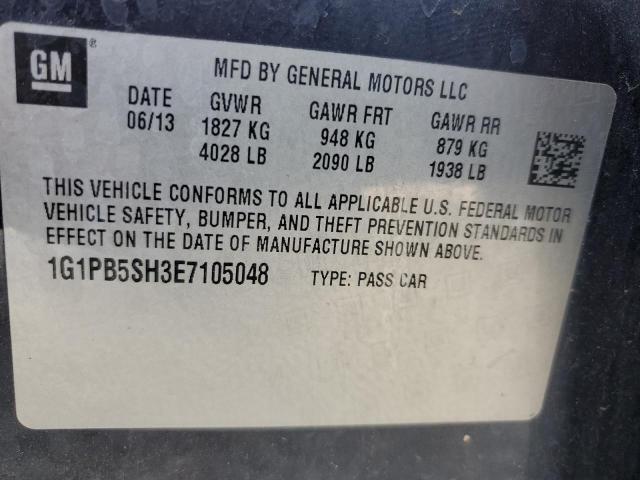 GM ®
MFD BY GENERAL MOTORS LLC
DATE GVWR GAWR FRT GAWR RR
06/13 1827 KG 948 KG 879 KG
4028 LB 2090 LB 1938 LB
THIS VEHICLE CONFORMS TO ALL APPLICABLE U.S. FEDERAL MOTOR
VEHICLE SAFETY, BUMPER, AND THEFT PREVENTION STANDARDS IN
EFFECT ON THE DATE OF MANUFACTURE SHOWN ABOVE.
1G1PB5SH3E7105048 TYPE: PASS CAR